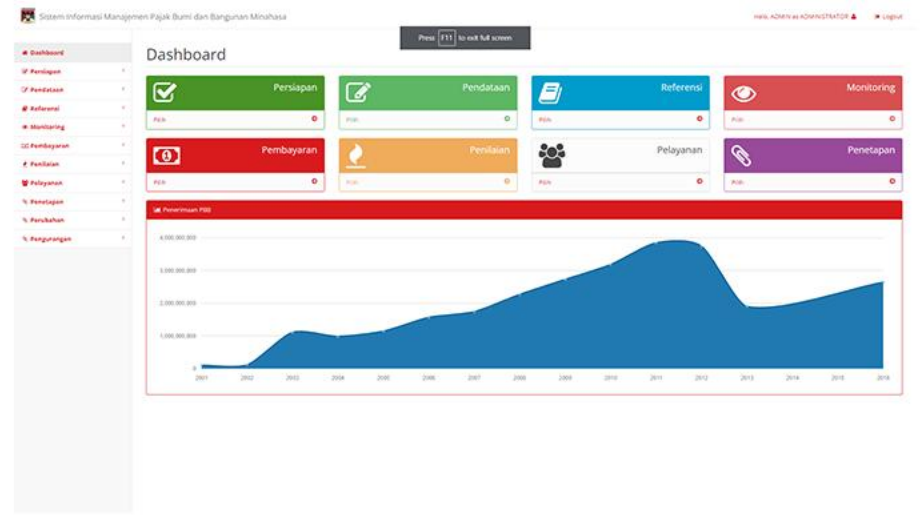 Sistem Informasi Manajemen Pajak Bumi dan Bangunan Minahasa
Halo, ADMIN as ADMINISTRATOR
Logout
Press F11 to exit full screen
Dashboard
Persiapan
Pendataan
Referensi
Monitoring
Pembayaran
Penilaian
Pelayanan
Penetapan
Perubahan
Pengurangan
Dashboard
Persiapan
Pilih
Pendataan
Pilih
Referensi
Pilih
Monitoring
Pilih
Pembayaran
Pilih
Penilaian
Pilih
Pelayanan
Pilih
Penetapan
Pilih
Penerimaan PBB
4,000,000,000
3,000,000,000
2,000,000,000
1,000,000,000
0
2001 2002 2003 2004 2005 2006 2007 2008 2009 2010 2011 2012 2013 2014 2015 2016